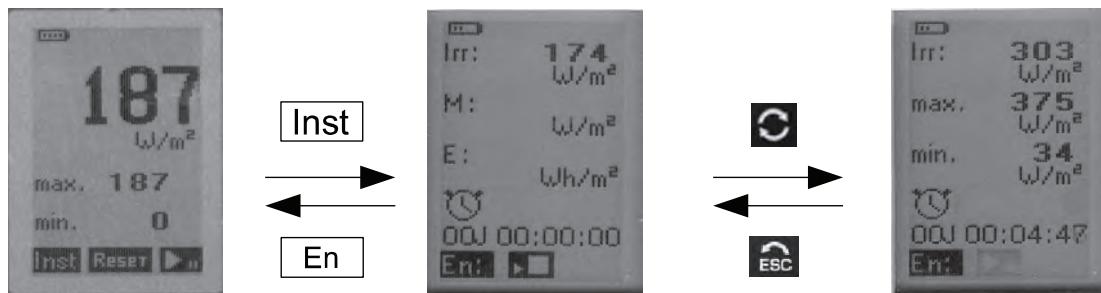 187
W/m²
max. 187
min. 0
Inst Reset
Inst
En
Irr: 174
W/m²
M:
W/m²
E:
Wh/m²
00J 00:00:00
En:
ESC
Irr: 303
W/m²
max. 375
W/m²
min. 34
W/m²
00J 00:04:47
En: